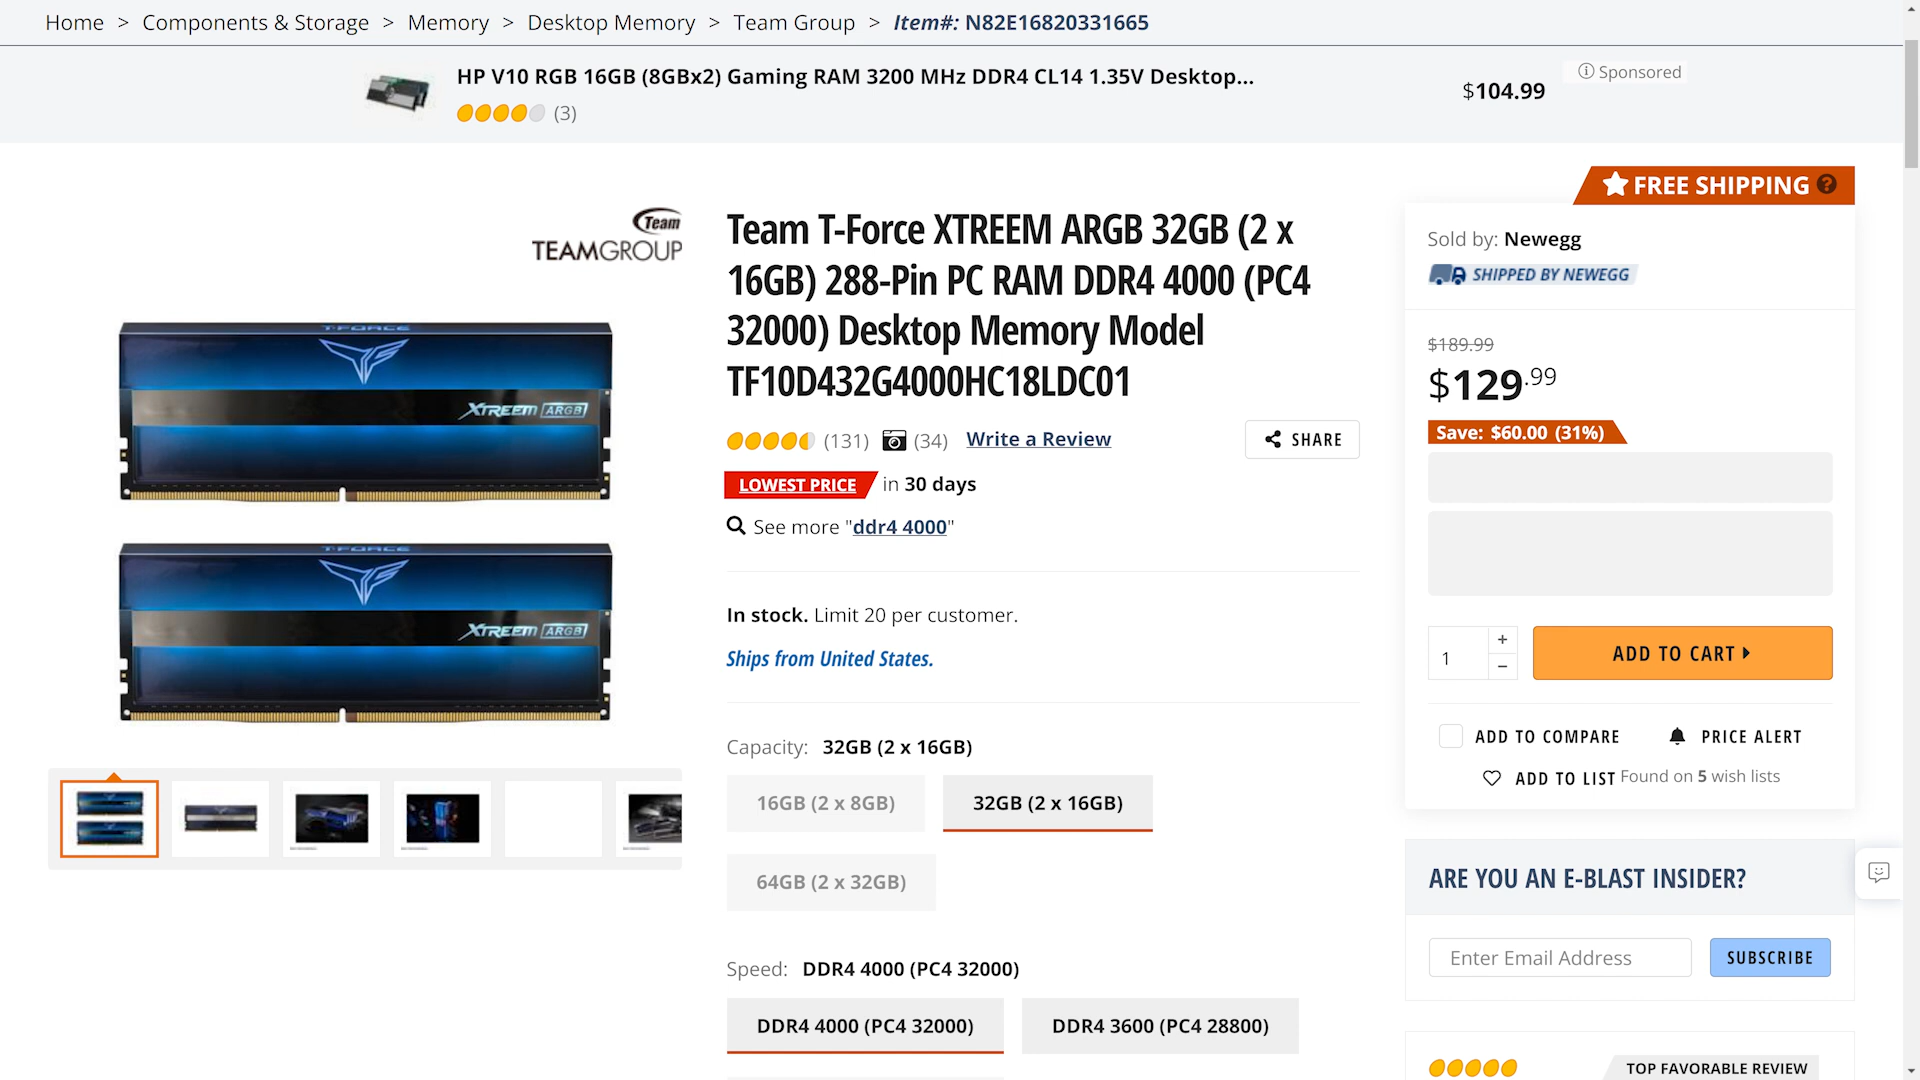 Home > Components & Storage > Memory > Desktop Memory > Team Group > Item#: N82E16820331665
HP V10 RGB 16GB (8GBx2) Gaming RAM 3200 MHz DDR4 CL14 1.35V Desktop...
(3)
$104.99
Sponsored
FREE SHIPPING ?
Team
TEAMGROUP
T-FORCE
XTREEM ARGB
T-FORCE
XTREEM ARGB
Team T-Force XTREEM ARGB 32GB (2 x
16GB) 288-Pin PC RAM DDR4 4000 (PC4
32000) Desktop Memory Model
TF10D432G4000HC18LDC01
(131) (34) Write a Review
SHARE
LOWEST PRICE in 30 days
See more "ddr4 4000"
In stock. Limit 20 per customer.
Ships from United States.
Capacity: 32GB (2 x 16GB)
16GB (2 x 8GB)
32GB (2 x 16GB)
64GB (2 x 32GB)
Speed: DDR4 4000 (PC4 32000)
DDR4 4000 (PC4 32000)
DDR4 3600 (PC4 28800)
Sold by: Newegg
SHIPPED BY NEWEGG
$189.99
$129.99
Save: $60.00 (31%)
1
+
−
ADD TO CART
ADD TO COMPARE
PRICE ALERT
ADD TO LIST Found on 5 wish lists
ARE YOU AN E-BLAST INSIDER?
Enter Email Address
SUBSCRIBE
TOP FAVORABLE REVIEW